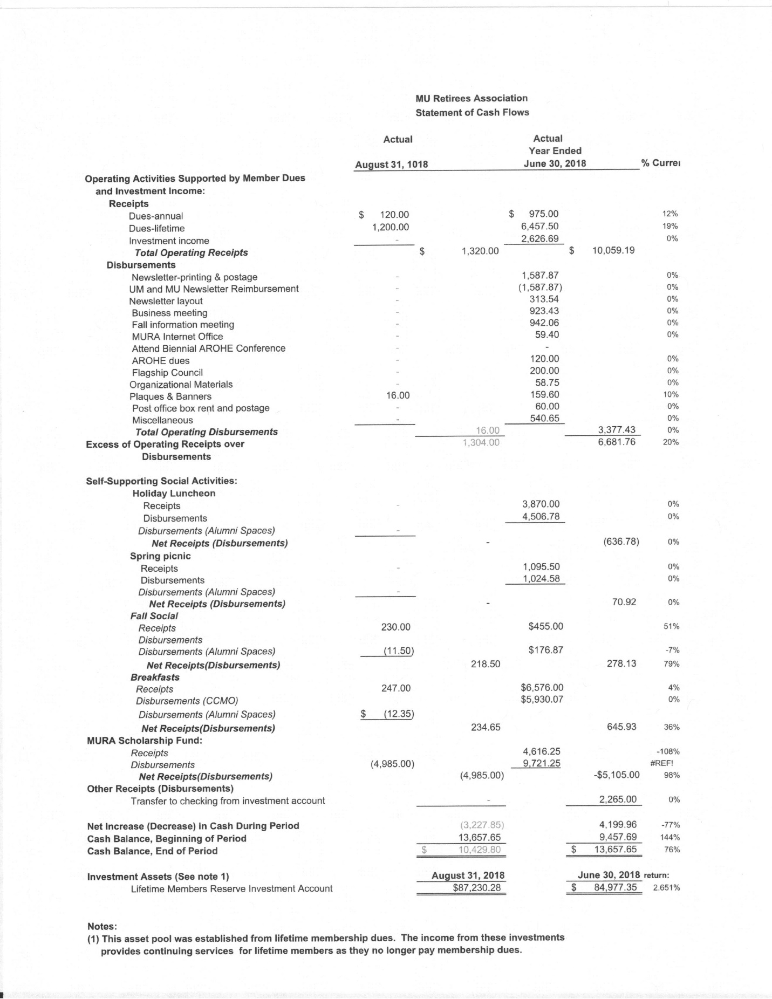 MU Retirees Association
Statement of Cash Flows
Actual Actual
Year Ended
August 31, 1018 June 30, 2018 % Currei
Operating Activities Supported by Member Dues
and Investment Income:
Receipts
Dues-annual $ 120.00 $ 975.00 12%
Dues-lifetime 1,200.00 6,457.50 19%
Investment income - 2,626.69 0%
Total Operating Receipts $ 1,320.00 $ 10,059.19
Disbursements
Newsletter-printing & postage - 1,587.87 0%
UM and MU Newsletter Reimbursement - (1,587.87) 0%
Newsletter layout - 313.54 0%
Business meeting - 923.43 0%
Fall information meeting - 942.06 0%
MURA Internet Office - 59.40 0%
Attend Biennial AROHE Conference - -
AROHE dues - 120.00 0%
Flagship Council - 200.00 0%
Organizational Materials - 58.75 0%
Plaques & Banners 16.00 159.60 10%
Post office box rent and postage - 60.00 0%
Miscellaneous - 540.65 0%
Total Operating Disbursements 16.00 3,377.43 0%
Excess of Operating Receipts over 1,304.00 6,681.76 20%
Disbursements
Self-Supporting Social Activities:
Holiday Luncheon
Receipts - 3,870.00 0%
Disbursements 4,506.78 0%
Disbursements (Alumni Spaces) -
Net Receipts (Disbursements) - (636.78) 0%
Spring picnic
Receipts - 1,095.50 0%
Disbursements 1,024.58 0%
Disbursements (Alumni Spaces) -
Net Receipts (Disbursements) - 70.92 0%
Fall Social
Receipts 230.00 $455.00 51%
Disbursements
Disbursements (Alumni Spaces) (11.50) $176.87 -7%
Net Receipts(Disbursements) 218.50 278.13 79%
Breakfasts
Receipts 247.00 $6,576.00 4%
Disbursements (CCMO) $5,930.07 0%
Disbursements (Alumni Spaces) $ (12.35)
Net Receipts(Disbursements) 234.65 645.93 36%
MURA Scholarship Fund:
Receipts 4,616.25 -108%
Disbursements (4,985.00) 9,721.25 #REF!
Net Receipts(Disbursements) (4,985.00) -$5,105.00 98%
Other Receipts (Disbursements)
Transfer to checking from investment account - 2,265.00 0%
Net Increase (Decrease) in Cash During Period (3,227.85) 4,199.96 -77%
Cash Balance, Beginning of Period 13,657.65 9,457.69 144%
Cash Balance, End of Period $ 10,429.80 $ 13,657.65 76%
Investment Assets (See note 1) August 31, 2018 June 30, 2018 return:
Lifetime Members Reserve Investment Account $87,230.28 $ 84,977.35 2.651%
Notes:
(1) This asset pool was established from lifetime membership dues. The income from these investments
provides continuing services for lifetime members as they no longer pay membership dues.